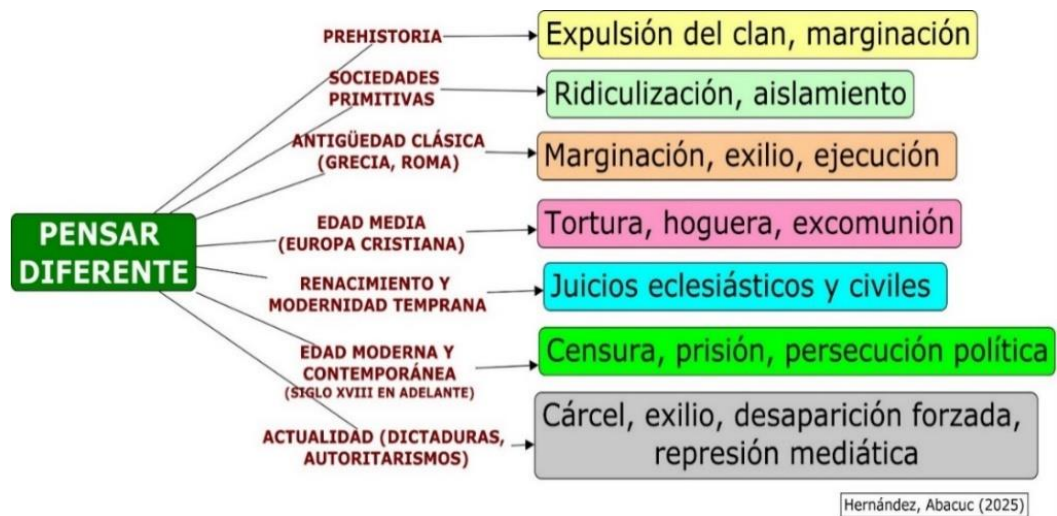 PENSAR
DIFERENTE
PREHISTORIA
Expulsión del clan, marginación
SOCIEDADES
PRIMITIVAS
Ridiculización, aislamiento
ANTIGÜEDAD CLÁSICA
(GRECIA, ROMA)
Marginación, exilio, ejecución
EDAD MEDIA
(EUROPA CRISTIANA)
Tortura, hoguera, excomunión
RENACIMIENTO Y
MODERNIDAD TEMPRANA
Juicios eclesiásticos y civiles
EDAD MODERNA Y
CONTEMPORÁNEA
(SIGLO XVIII EN ADELANTE)
Censura, prisión, persecución política
ACTUALIDAD (DICTADURAS,
AUTORITARISMOS)
Cárcel, exilio, desaparición forzada,
represión mediática
Hernández, Abacuc (2025)